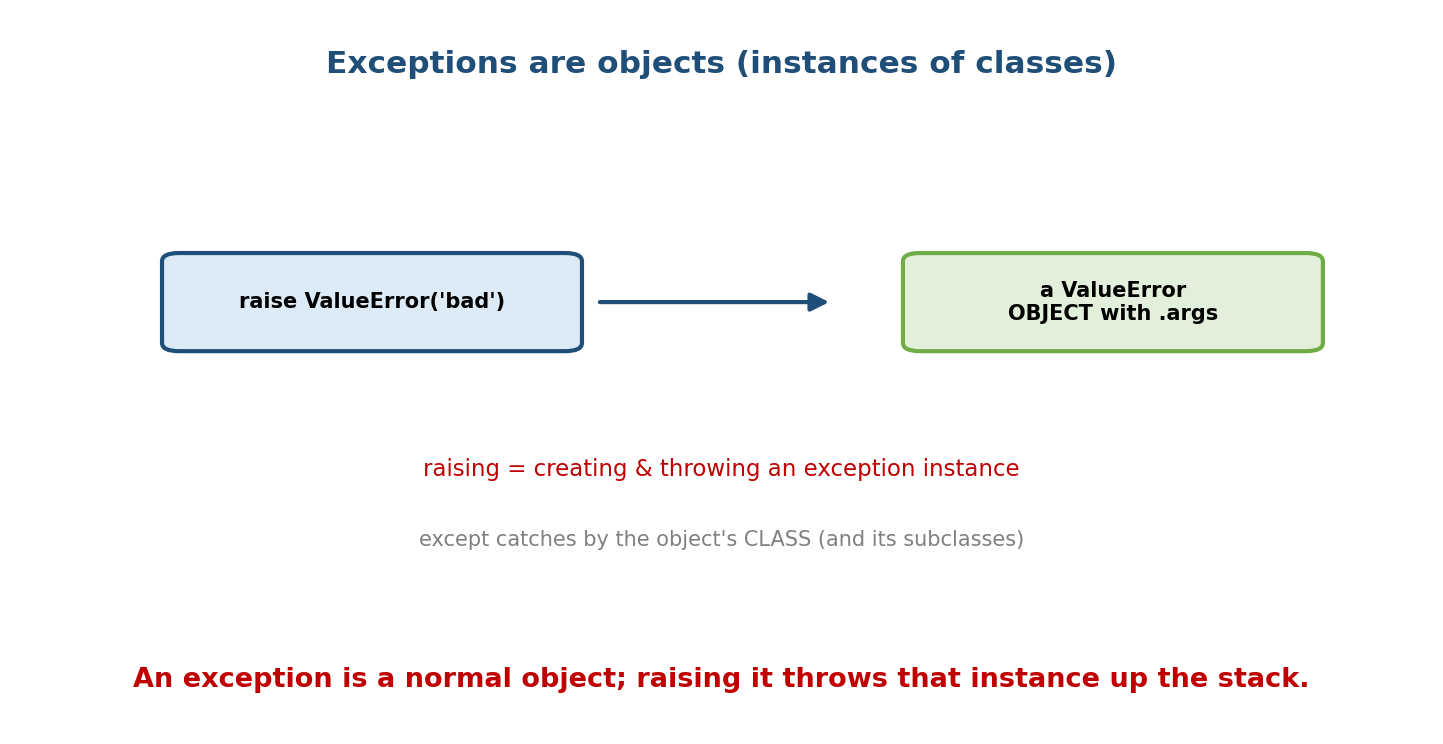 Exceptions are objects (instances of classes)
raise ValueError('bad')
a ValueError
OBJECT with .args
raising = creating & throwing an exception instance
except catches by the object's CLASS (and its subclasses)
An exception is a normal object; raising it throws that instance up the stack.